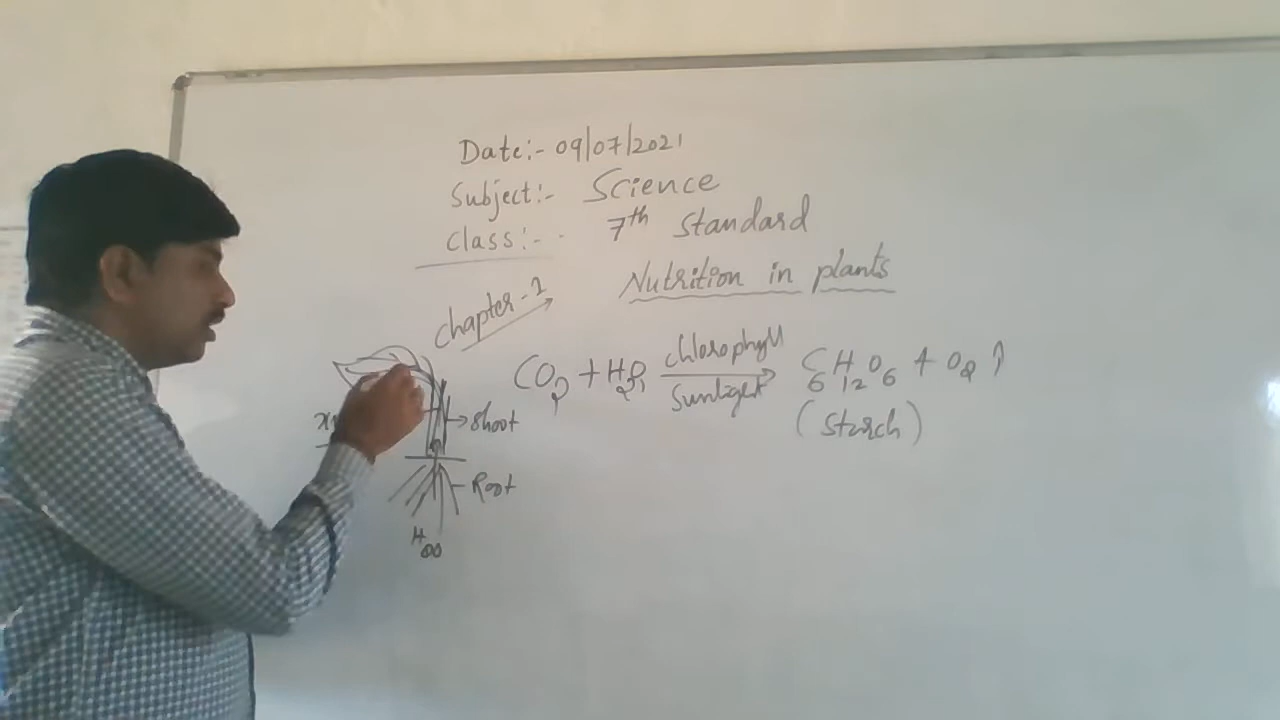 Date:- 09/07/2021
Subject:- Science
Class:- 7th Standard
Chapter-1 Nutrition in plants
CO2 + H2O chlorophyll Sunlight C6H12O6 + O2 ↑
(Starch)
Shoot
Root
H2O